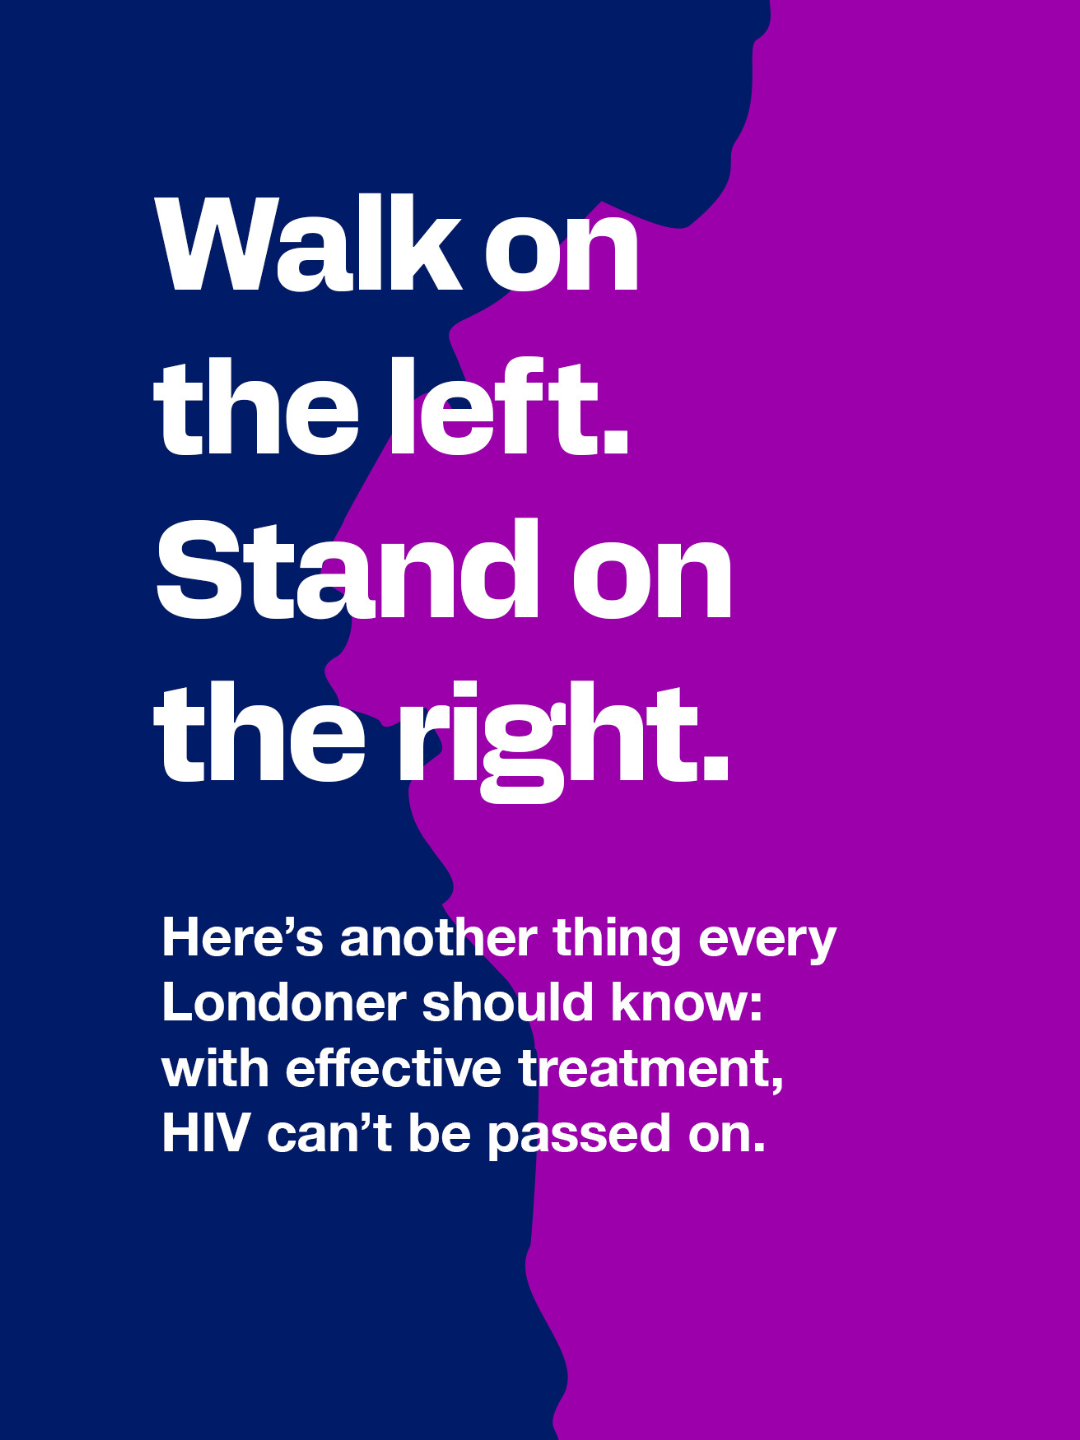 Walk on
the left.
Stand on
the right.
Here’s another thing every
Londoner should know:
with effective treatment,
HIV can’t be passed on.